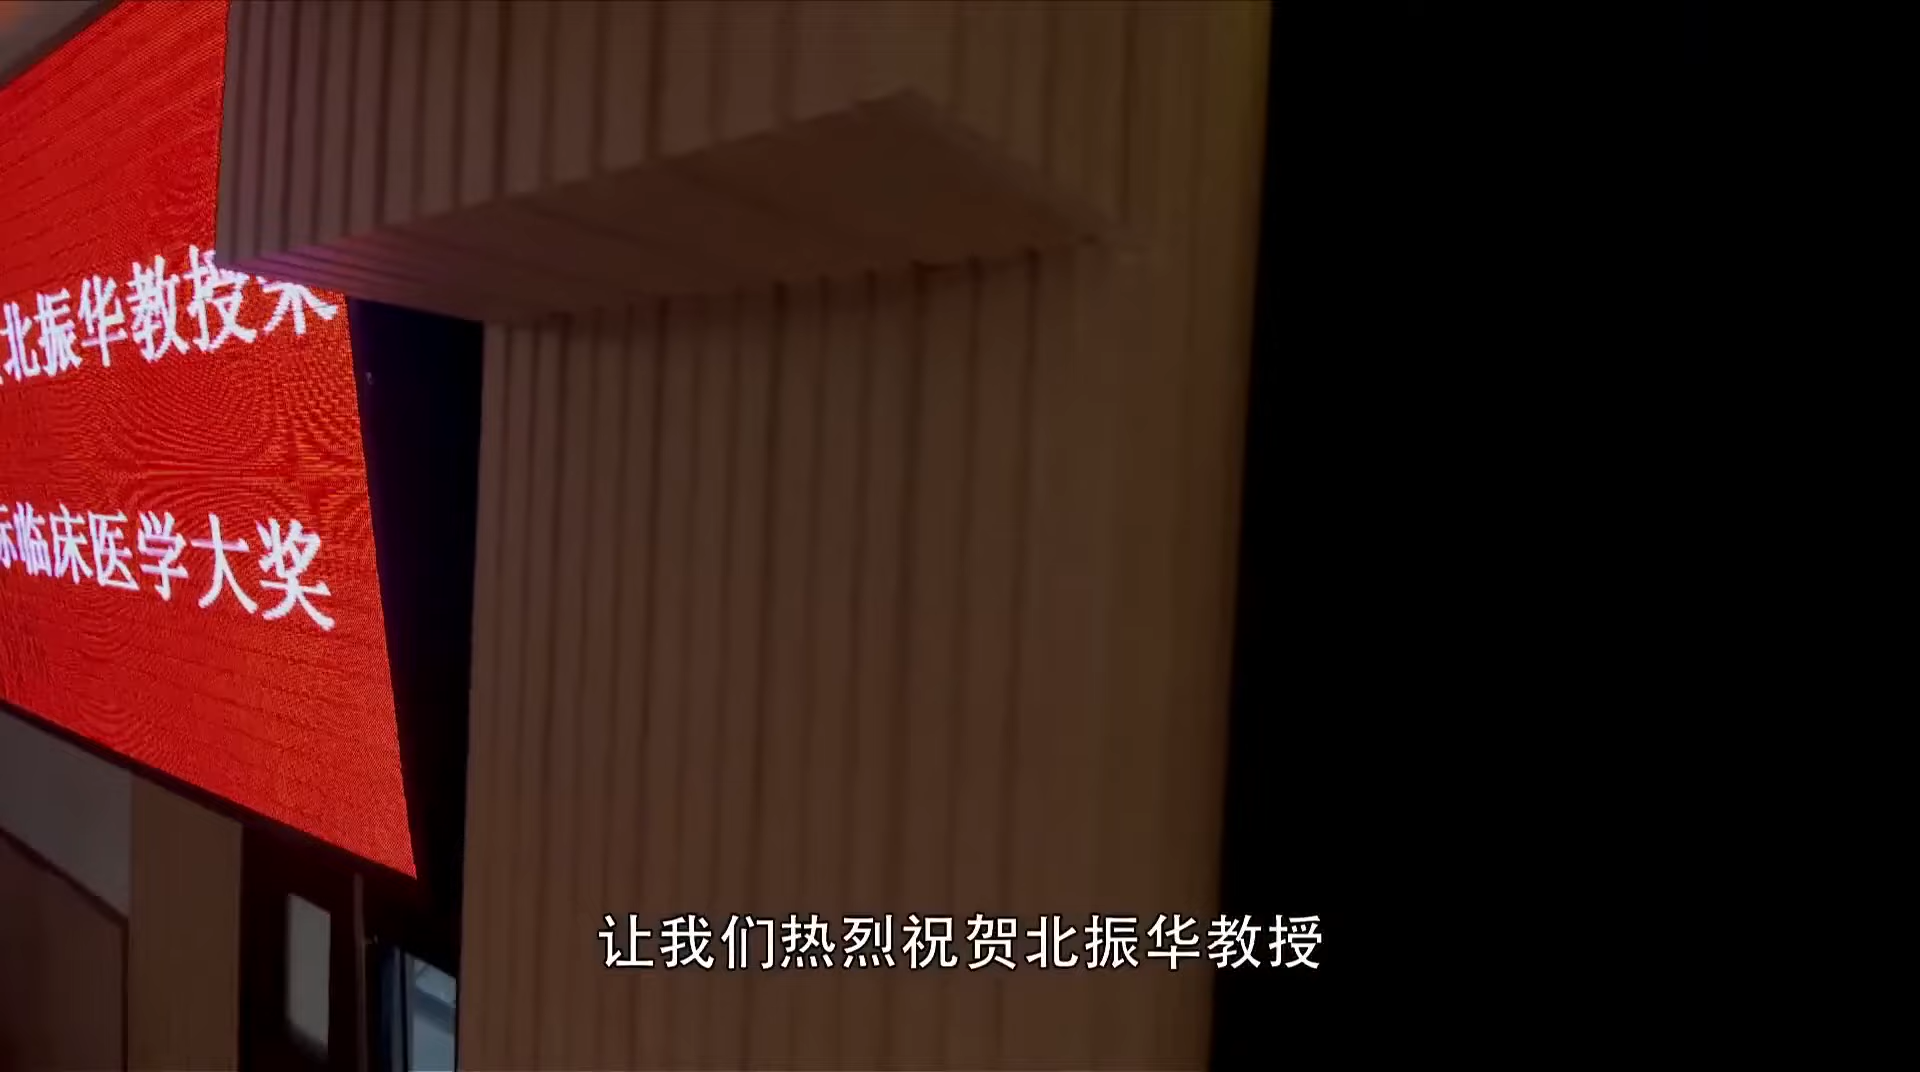 北振华教授荣
临床医学大奖
让我们热烈祝贺北振华教授